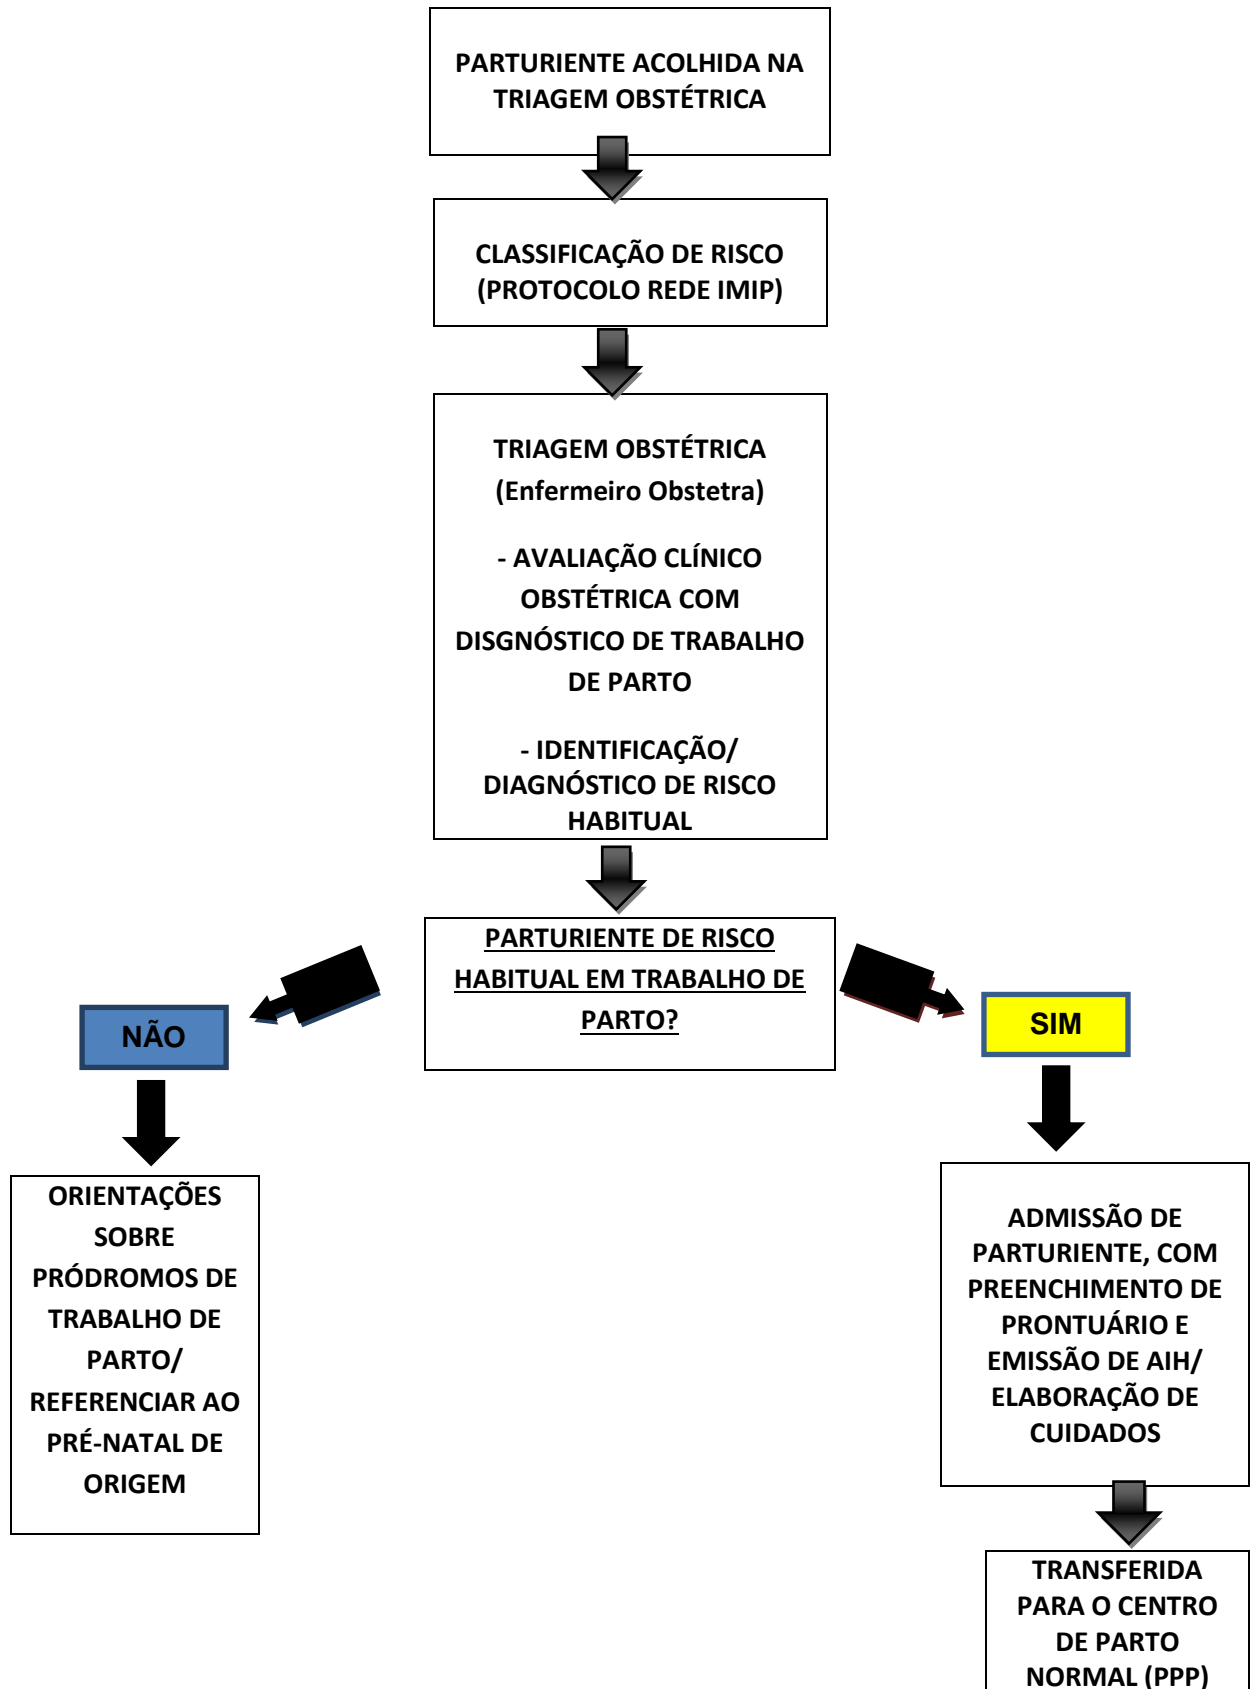 PARTURIENTE ACOLHIDA NA
TRIAGEM OBSTÉTRICA
CLASSIFICAÇÃO DE RISCO
(PROTOCOLO REDE IMIP)
TRIAGEM OBSTÉTRICA
(Enfermeiro Obstetra)
- AVALIAÇÃO CLÍNICO
OBSTÉTRICA COM
DISGNÓSTICO DE TRABALHO
DE PARTO
- IDENTIFICAÇÃO/
DIAGNÓSTICO DE RISCO
HABITUAL
PARTURIENTE DE RISCO
HABITUAL EM TRABALHO DE
PARTO?
NÃO
SIM
ORIENTAÇÕES
SOBRE
PRÓDROMOS DE
TRABALHO DE
PARTO/
REFERENCIAR AO
PRÉ-NATAL DE
ORIGEM
ADMISSÃO DE
PARTURIENTE, COM
PREENCHIMENTO DE
PRONTUÁRIO E
EMISSÃO DE AIH/
ELABORAÇÃO DE
CUIDADOS
TRANSFERIDA
PARA O CENTRO
DE PARTO
NORMAL (PPP)